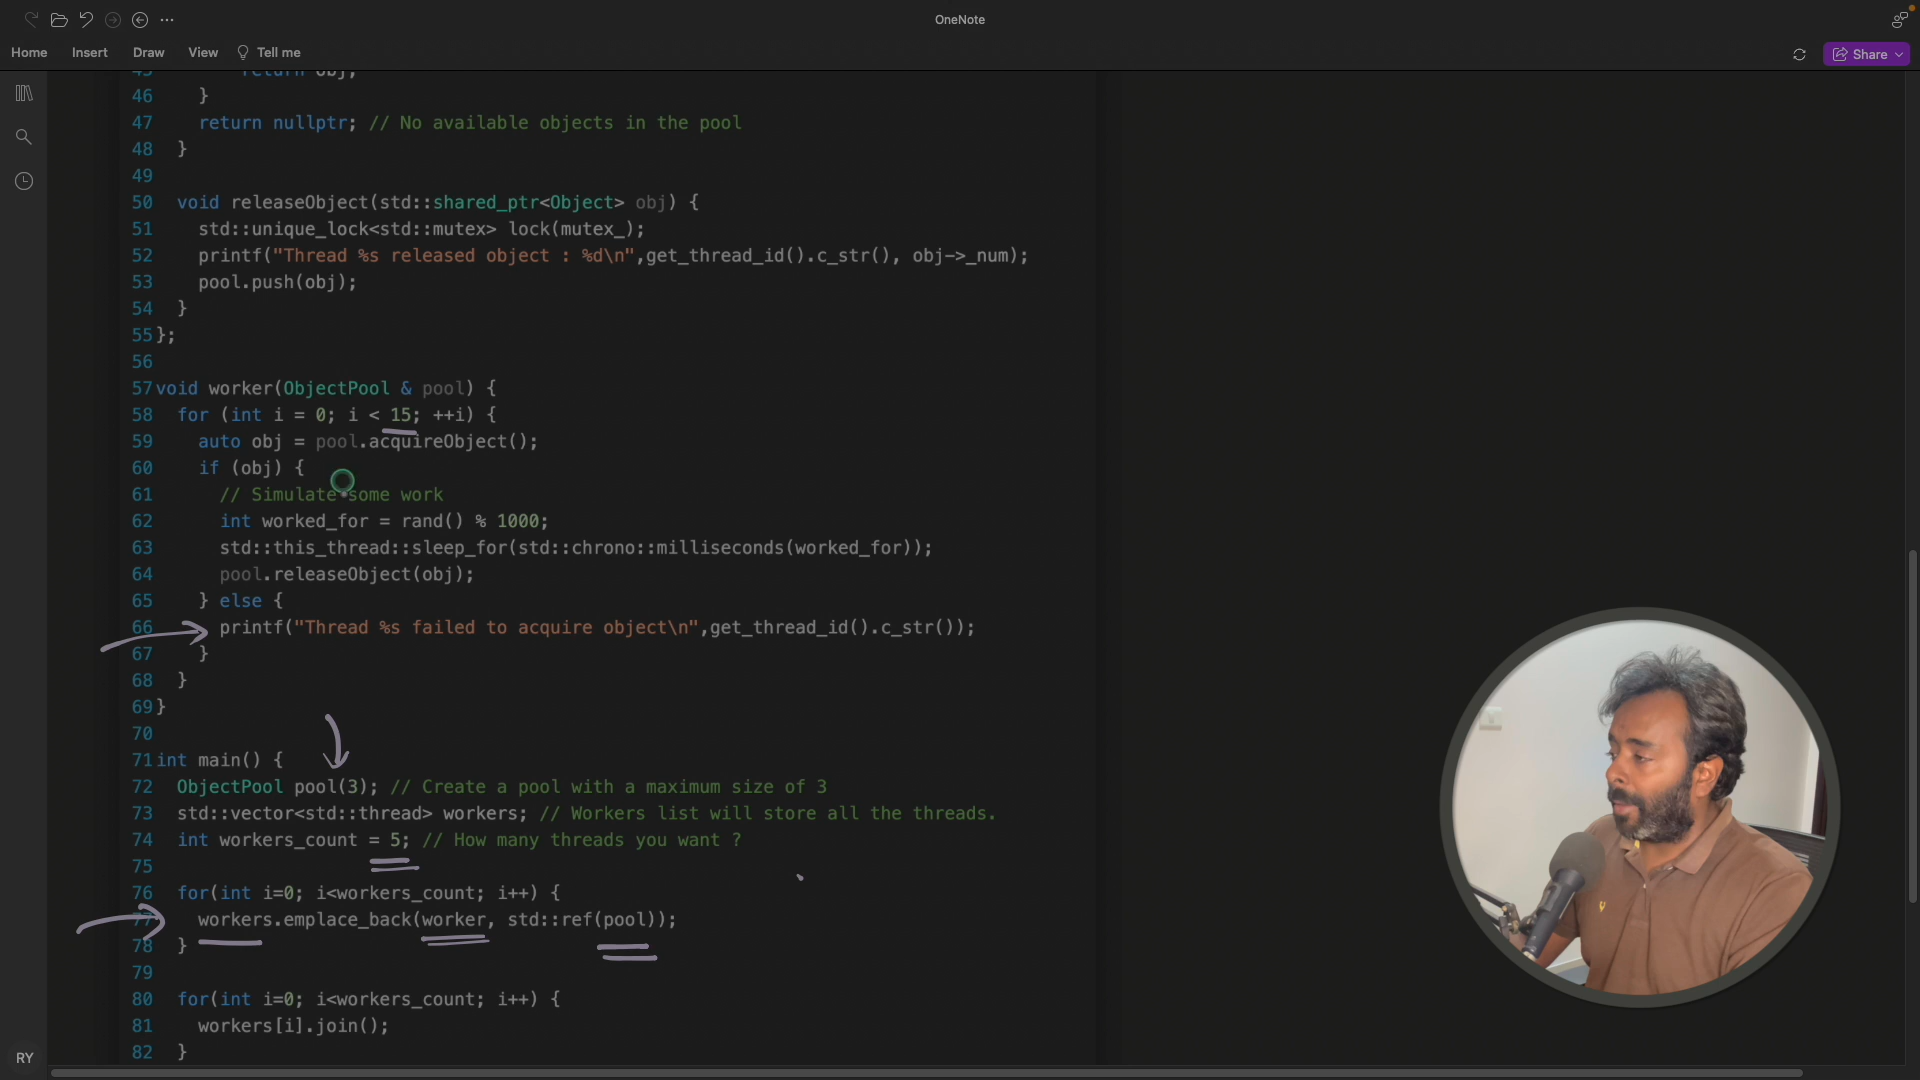 OneNote
Home Insert Draw View Tell me
Share
45 return obj;
46 }
47 return nullptr; // No available objects in the pool
48 }
49
50 void releaseObject(std::shared_ptr<Object> obj) {
51 std::unique_lock<std::mutex> lock(mutex_);
52 printf("Thread %s released object : %d\n",get_thread_id().c_str(), obj->_num);
53 pool.push(obj);
54 }
55 };
56
57 void worker(ObjectPool & pool) {
58 for (int i = 0; i < 15; ++i) {
59 auto obj = pool.acquireObject();
60 if (obj) {
61 // Simulate some work
62 int worked_for = rand() % 1000;
63 std::this_thread::sleep_for(std::chrono::milliseconds(worked_for));
64 pool.releaseObject(obj);
65 } else {
66 printf("Thread %s failed to acquire object\n",get_thread_id().c_str());
67 }
68 }
69 }
70
71 int main() {
72 ObjectPool pool(3); // Create a pool with a maximum size of 3
73 std::vector<std::thread> workers; // Workers list will store all the threads.
74 int workers_count = 5; // How many threads you want ?
75
76 for(int i=0; i<workers_count; i++) {
77 workers.emplace_back(worker, std::ref(pool));
78 }
79
80 for(int i=0; i<workers_count; i++) {
81 workers[i].join();
82 }
RY